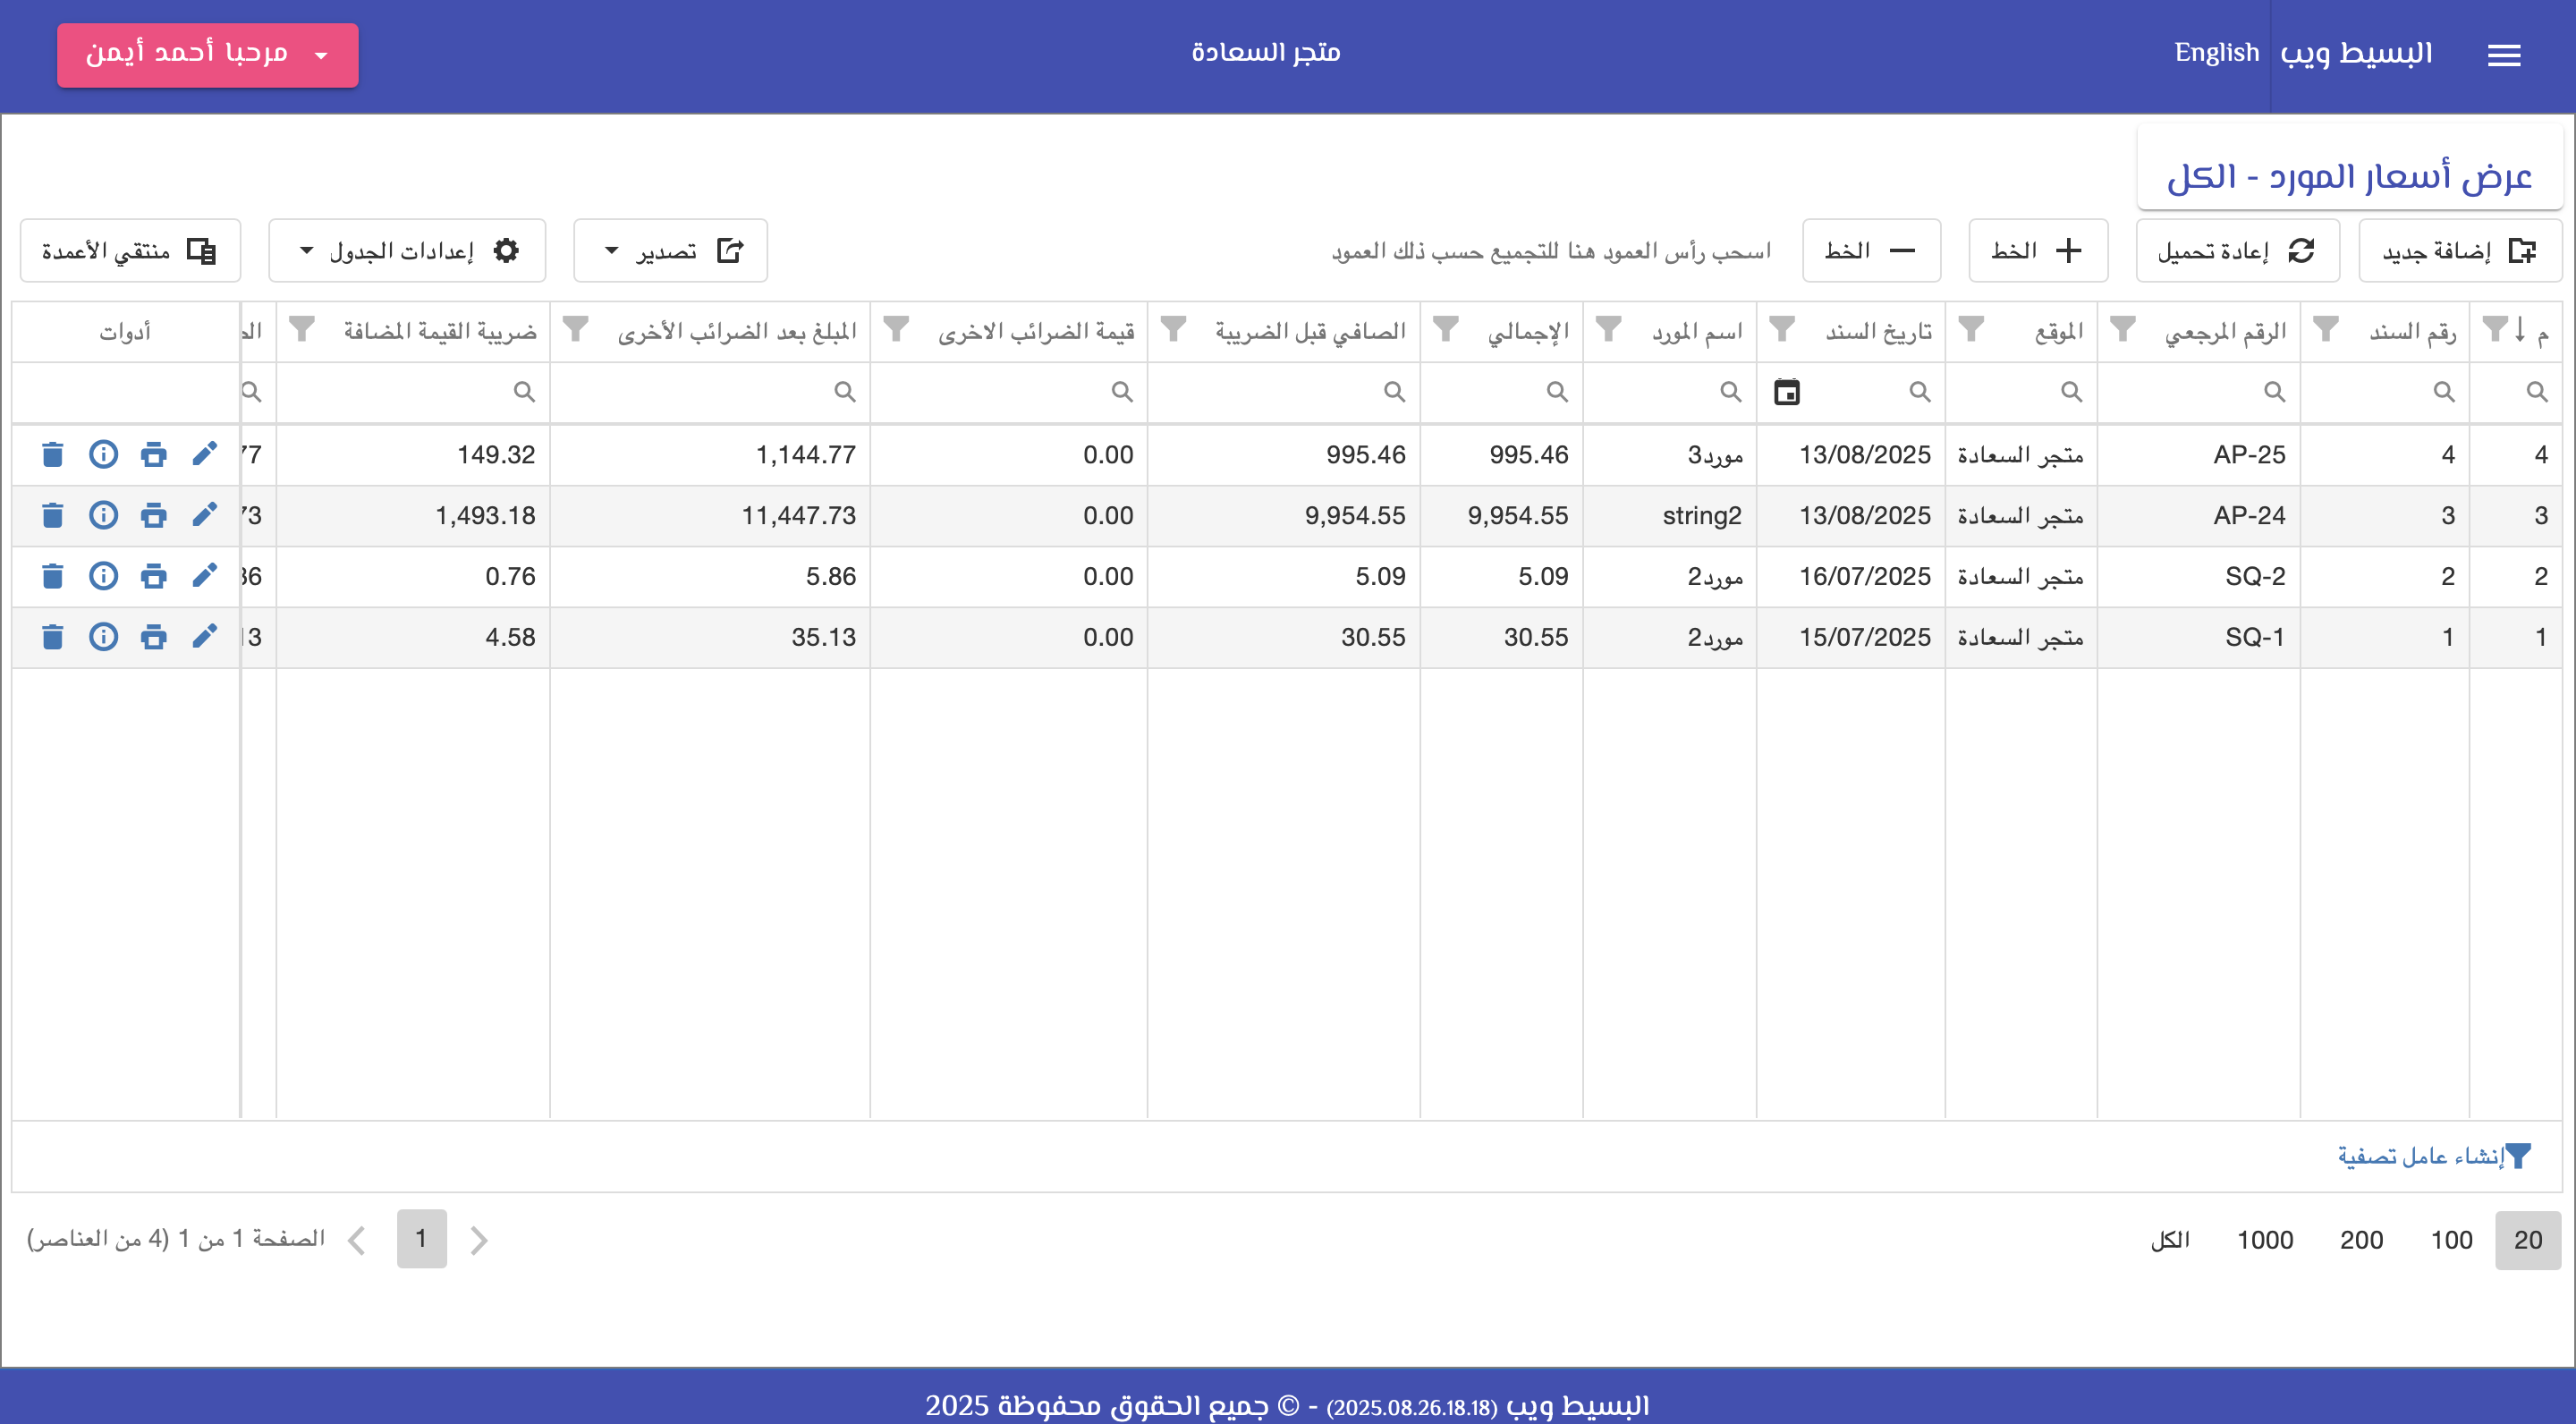 البسيط ويب English متجر السعادة مرحبا أحمد أيمن
عرض أسعار المورد - الكل
إضافة جديد إعادة تحميل + الخط — الخط اسحب رأس العمود هنا للتجميع حسب ذلك العمود تصدير إعدادات الجدول منتقي الأعمدة
م رقم السند الرقم المرجعي الموقع تاريخ السند اسم المورد الإجمالي الصافي قبل الضريبة قيمة الضرائب الاخرى المبلغ بعد الضرائب الأخرى ضريبة القيمة المضافة أدوات
4 4 AP-25 متجر السعادة 13/08/2025 مورد3 995.46 995.46 0.00 1,144.77 149.32
3 3 AP-24 متجر السعادة 13/08/2025 string2 9,954.55 9,954.55 0.00 11,447.73 1,493.18
2 2 SQ-2 متجر السعادة 16/07/2025 مورد2 5.09 5.09 0.00 5.86 0.76
1 1 SQ-1 متجر السعادة 15/07/2025 مورد2 30.55 30.55 0.00 35.13 4.58
إنشاء عامل تصفية
20 100 200 1000 الكل 1 الصفحة 1 من 1 (4 من العناصر)
البسيط ويب (2025.08.26.18.18) - © جميع الحقوق محفوظة 2025